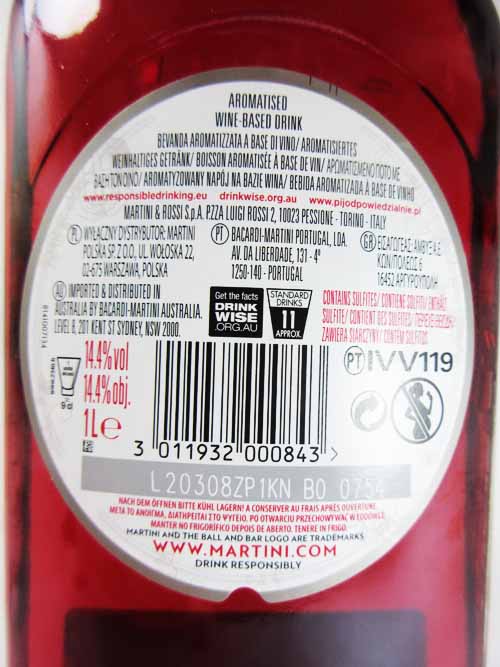 AROMATISED
WINE-BASED DRINK
BEVANDA AROMATIZZATA A BASE DI VINO/ AROMATISIERTES
WEINHALTIGES GETRÄNK/ BOISSON AROMATISÉE À BASE DE VIN/ ΑΡΩΜΑΤΙΣΜΕΝΟ ΠΟΤΟ ΜΕ
ΒΑΣΗ ΤΟΝ ΟΙΝΟ/ AROMATYZOWANY NAPÓJ NA BAZIE WINA/ BEBIDA AROMATIZADA À BASE DE VINHO
www.responsibledrinking.eu drinkwise.org.au www.pijodpowiedzialnie.pl
MARTINI & ROSSI S.p.A. P.ZZA LUIGI ROSSI 2, 10023 PESSIONE - TORINO - ITALY
PL WYŁĄCZNY DYSTRYBUTOR: MARTINI
POLSKA SP. Z O.O., UL. WOŁOSKA 22,
02-675 WARSZAWA, POLSKA
PT BACARDI-MARTINI PORTUGAL, LDA.
AV. DA LIBERDADE, 131 - 4º
1250-140 - PORTUGAL
GR ΕΙΣΑΓΩΓΕΑΣ: ΑΜΒΥΞ Α.Ε.
16452 ΑΡΓΥΡΟΥΠΟΛΗ
AU IMPORTED & DISTRIBUTED IN
AUSTRALIA BY BACARDI-MARTINI AUSTRALIA.
LEVEL 8, 201 KENT ST SYDNEY, NSW 2000.
Get the facts
DRINK
WISE
.ORG.AU
STANDARD
DRINKS
11
APPROX.
CONTAINS SULFITES/ CONTIENE SOLFITI/ ENTHÄLT
SULFITE/ CONTIENT DES SULFITES/ ΠΕΡΙΕΧΕΙ ΘΕΙΩΔΗ/
ZAWIERA SIARCZYNY/ CONTÉM SULFITOS
14.4% vol
14.4% obj.
1 L e
PT IVV119
3 011932 000843 >
L20308ZP1KN B0 0754
NACH DEM ÖFFNEN BITTE KÜHL LAGERN/ A CONSERVER AU FRAIS APRÈS OUVERTURE.
ΜΕΤΑ ΤΟ ΑΝΟΙΓΜΑ, ΔΙΑΤΗΡΕΙΤΑΙ ΣΤΟ ΨΥΓΕΙΟ. PO OTWARCIU PRZECHOWYWAĆ W LODÓWCE.
MANTER NO FRIGORÍFICO DEPOIS DE ABERTO. TENERE IN FRIGO.
MARTINI AND THE BALL AND BAR LOGO ARE TRADEMARKS
WWW.MARTINI.COM
DRINK RESPONSIBLY